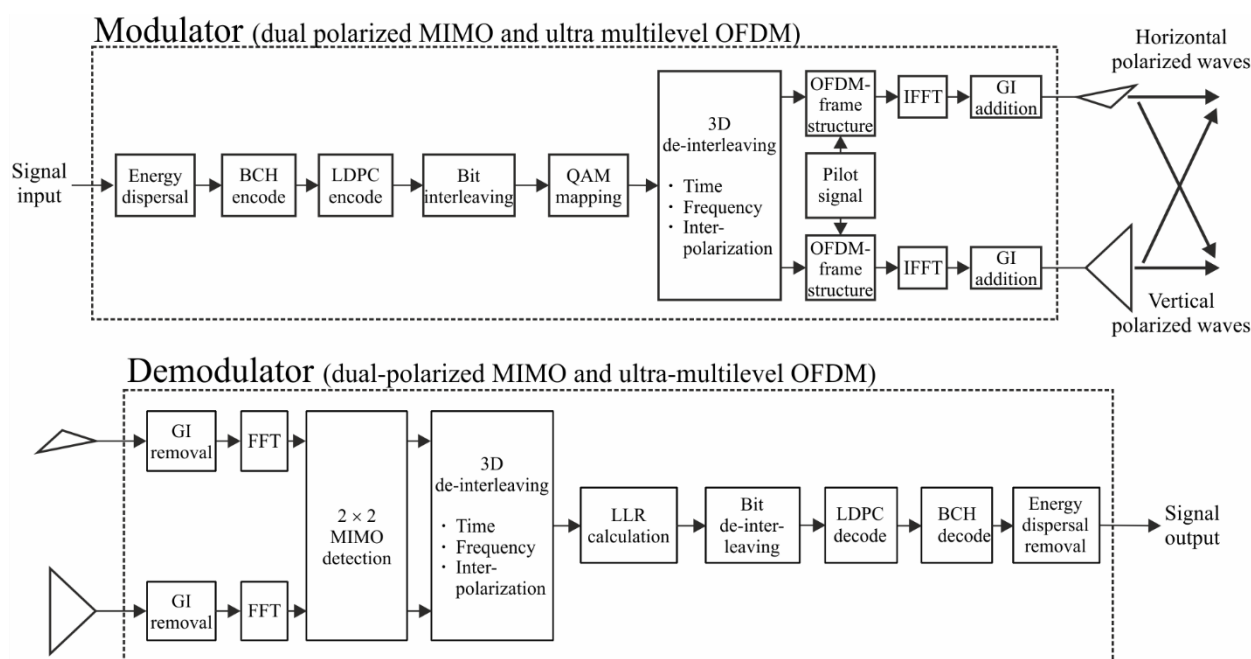 Modulator (dual polarized MIMO and ultra multilevel OFDM)
Horizontal
polarized waves
Signal
input
Energy
dispersal
BCH
encode
LDPC
encode
Bit
interleaving
QAM
mapping
3D
de-interleaving
· Time
· Frequency
· Inter-
polarization
OFDM-
frame
structure
IFFT
GI
addition
Pilot
signal
OFDM-
frame
structure
IFFT
GI
addition
Vertical
polarized waves
Demodulator (dual-polarized MIMO and ultra-multilevel OFDM)
GI
removal
FFT
GI
removal
FFT
2 × 2
MIMO
detection
3D
de-interleaving
· Time
· Frequency
· Inter-
polarization
LLR
calculation
Bit
de-inter-
leaving
LDPC
decode
BCH
decode
Energy
dispersal
removal
Signal
output